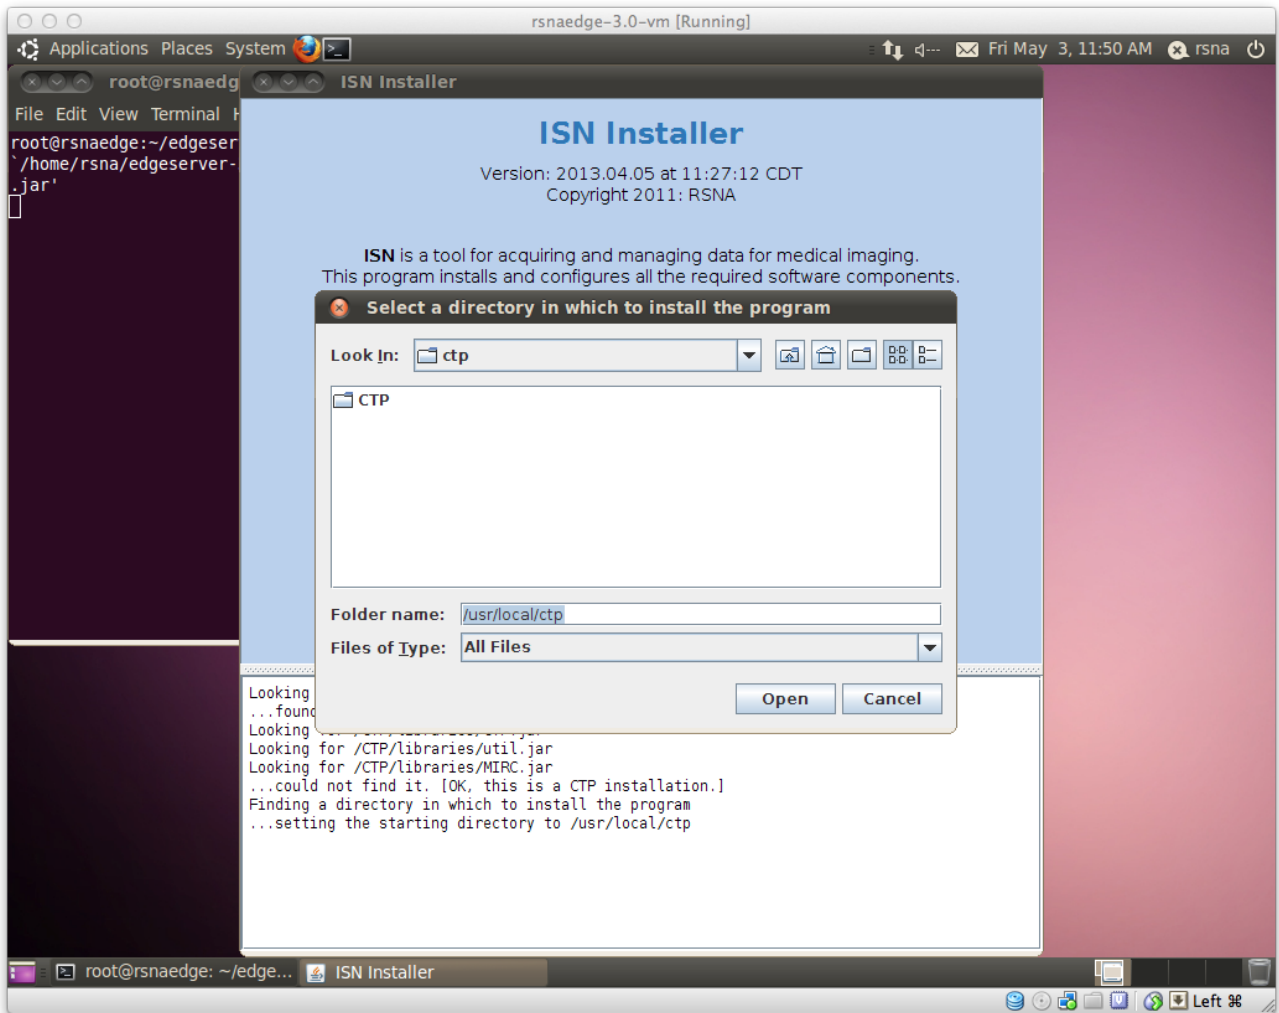 rsnaedge-3.0-vm [Running]
Applications Places System
Fri May 3, 11:50 AM
rsna
root@rsnaedg
ISN Installer
File Edit View Terminal
root@rsnaedge:~/edgeser
`/home/rsna/edgeserver-
.jar'
ISN Installer
Version: 2013.04.05 at 11:27:12 CDT
Copyright 2011: RSNA
ISN is a tool for acquiring and managing data for medical imaging.
This program installs and configures all the required software components.
Select a directory in which to install the program
Look In:
ctp
CTP
Folder name:
/usr/local/ctp
Files of Type:
All Files
Open
Cancel
Looking
...found
Looking
Looking for /CTP/libraries/util.jar
Looking for /CTP/libraries/MIRC.jar
...could not find it. [OK, this is a CTP installation.]
Finding a directory in which to install the program
...setting the starting directory to /usr/local/ctp
root@rsnaedge: ~/edge...
ISN Installer
Left ⌘